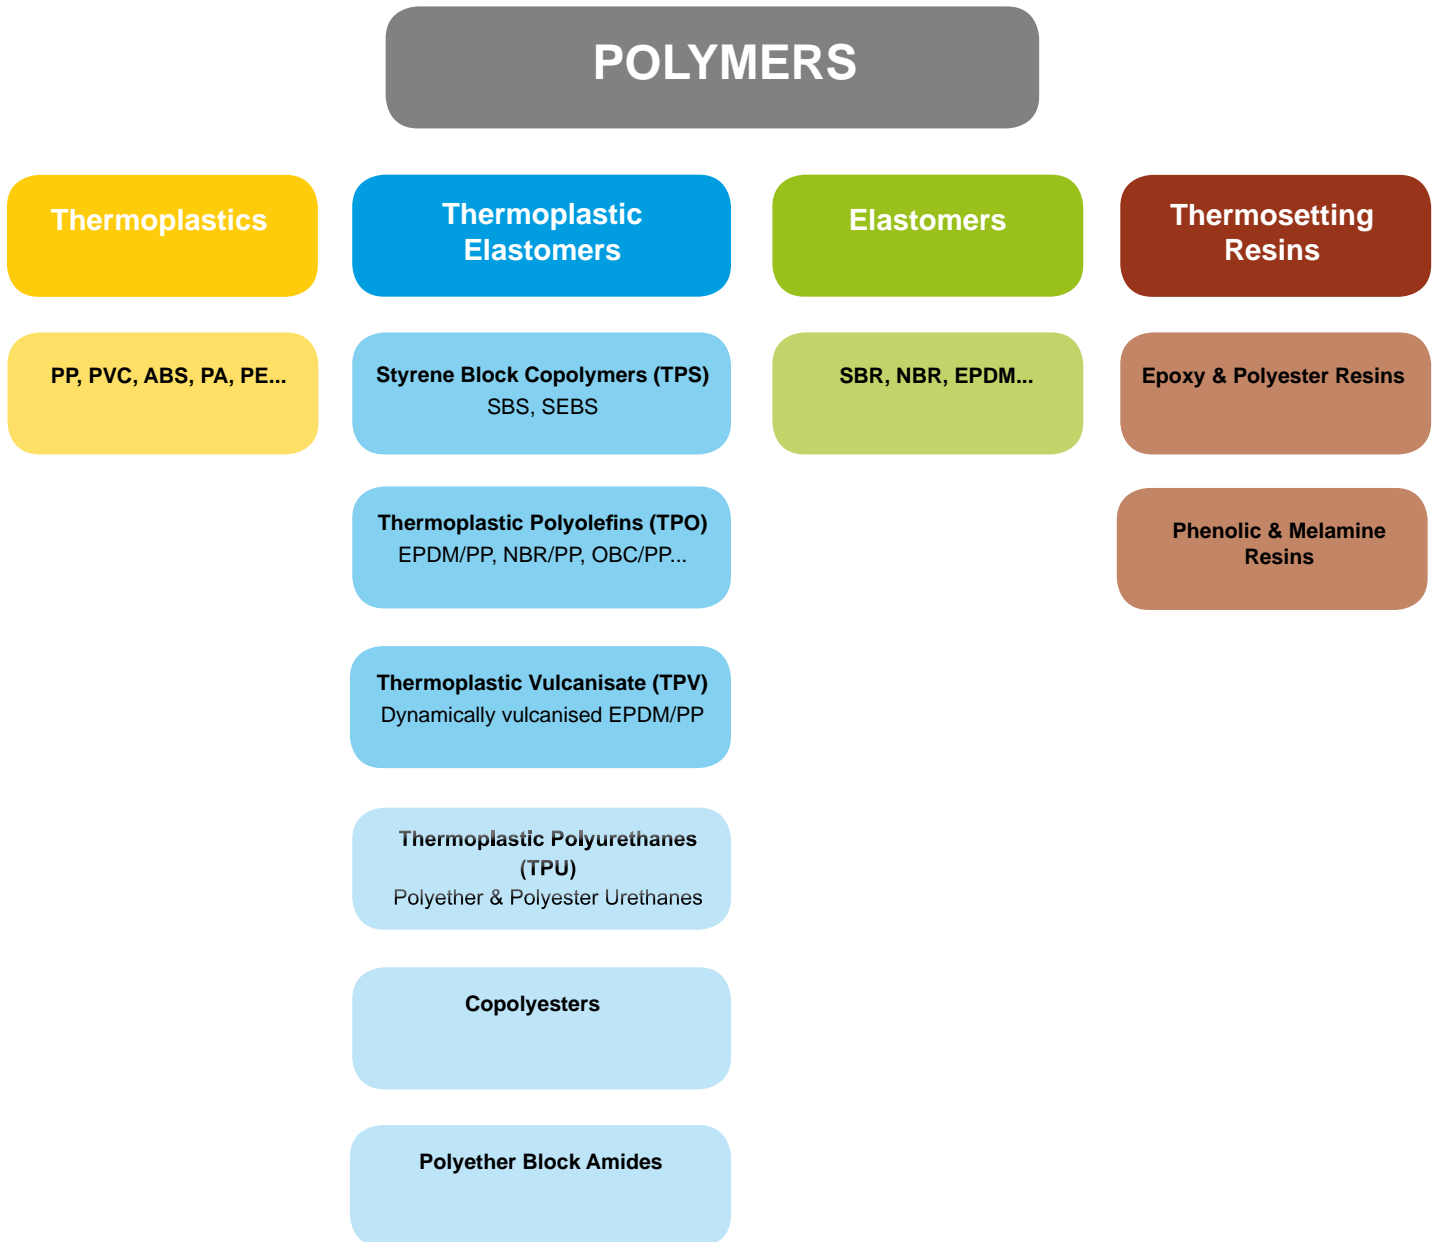 POLYMERS
Thermoplastics
Thermoplastic
Elastomers
Elastomers
Thermosetting
Resins
PP, PVC, ABS, PA, PE...
Styrene Block Copolymers (TPS)
SBS, SEBS
SBR, NBR, EPDM...
Epoxy & Polyester Resins
Thermoplastic Polyolefins (TPO)
EPDM/PP, NBR/PP, OBC/PP...
Phenolic & Melamine
Resins
Thermoplastic Vulcanisate (TPV)
Dynamically vulcanised EPDM/PP
Thermoplastic Polyurethanes
(TPU)
Polyether & Polyester Urethanes
Copolyesters
Polyether Block Amides